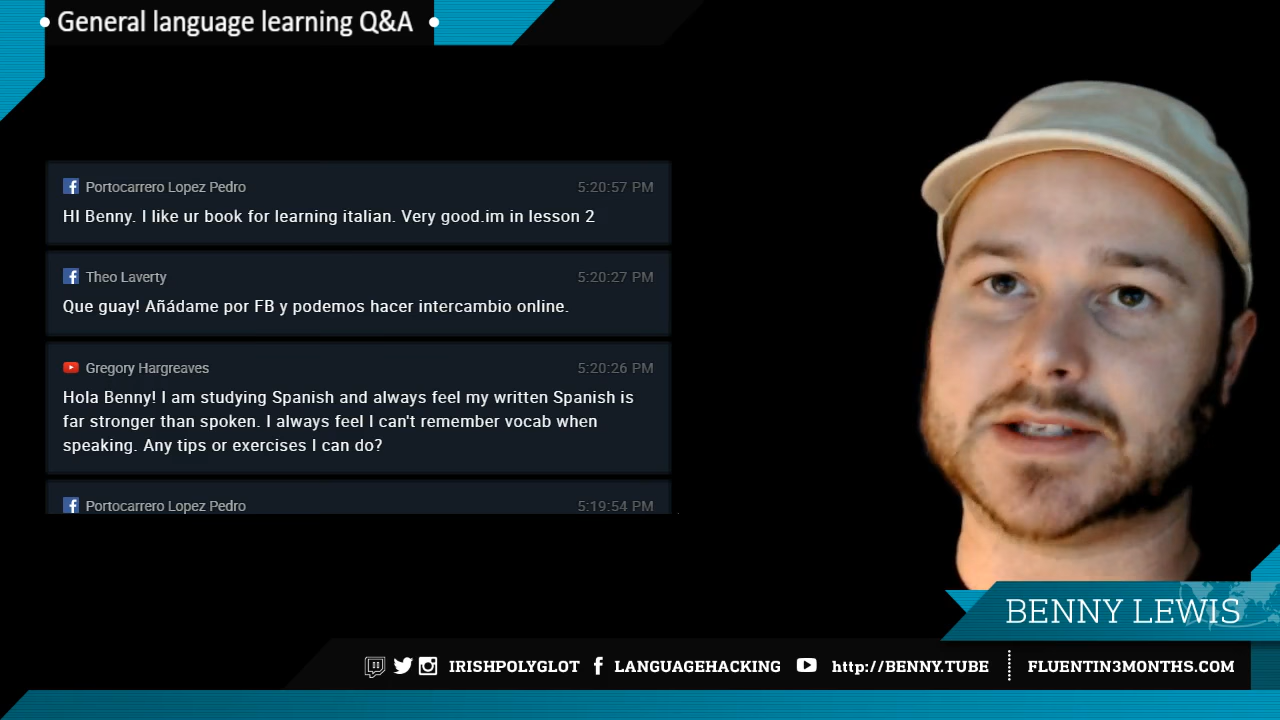 General language learning Q&A
Portocarrero Lopez Pedro 5:20:57 PM
HI Benny. I like ur book for learning italian. Very good.im in lesson 2
Theo Laverty 5:20:27 PM
Que guay! Añádame por FB y podemos hacer intercambio online.
Gregory Hargreaves 5:20:26 PM
Hola Benny! I am studying Spanish and always feel my written Spanish is
far stronger than spoken. I always feel I can't remember vocab when
speaking. Any tips or exercises I can do?
Portocarrero Lopez Pedro 5:19:54 PM
BENNY LEWIS
IRISHPOLYGLOT LANGUAGEHACKING http://BENNY.TUBE FLUENTIN3MONTHS.COM